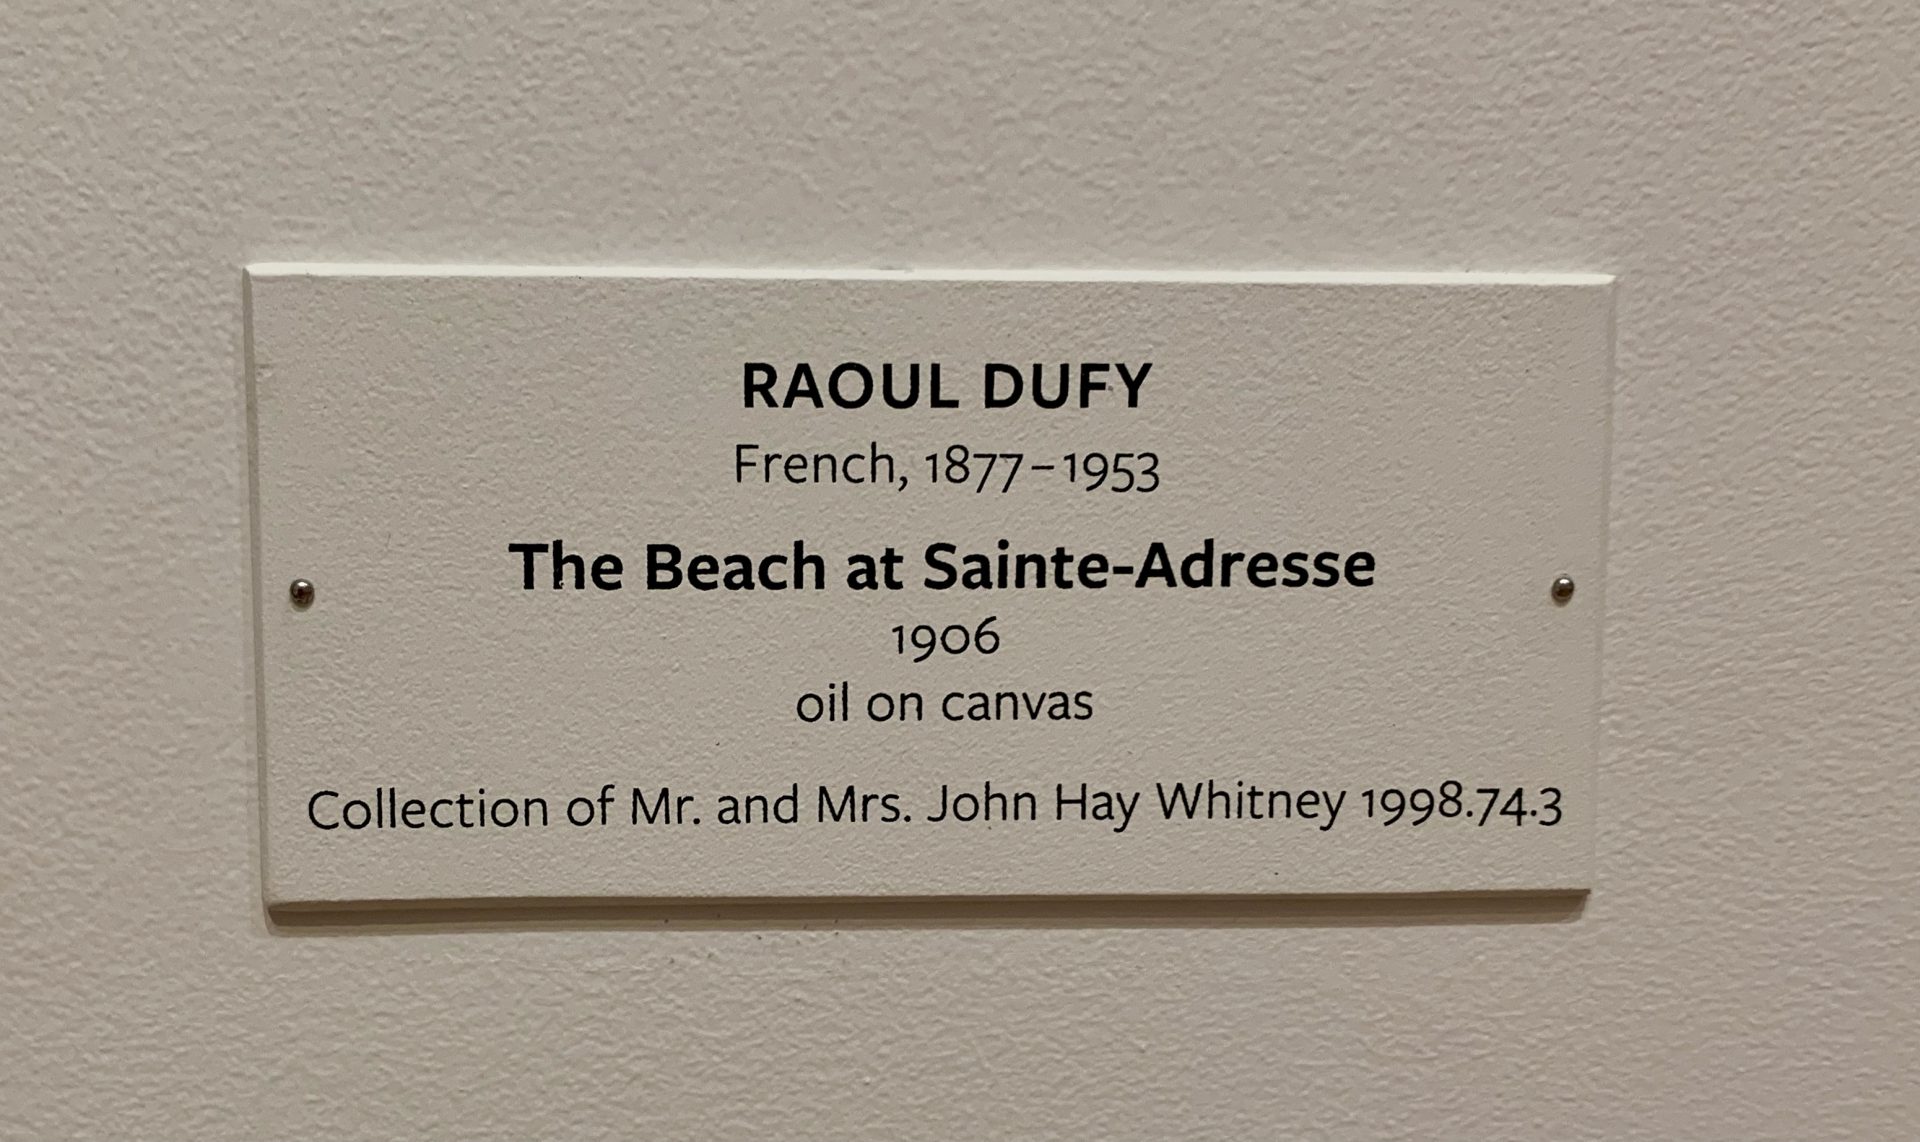 RAOUL DUFY
French, 1877–1953
The Beach at Sainte-Adresse
1906
oil on canvas
Collection of Mr. and Mrs. John Hay Whitney 1998.74.3